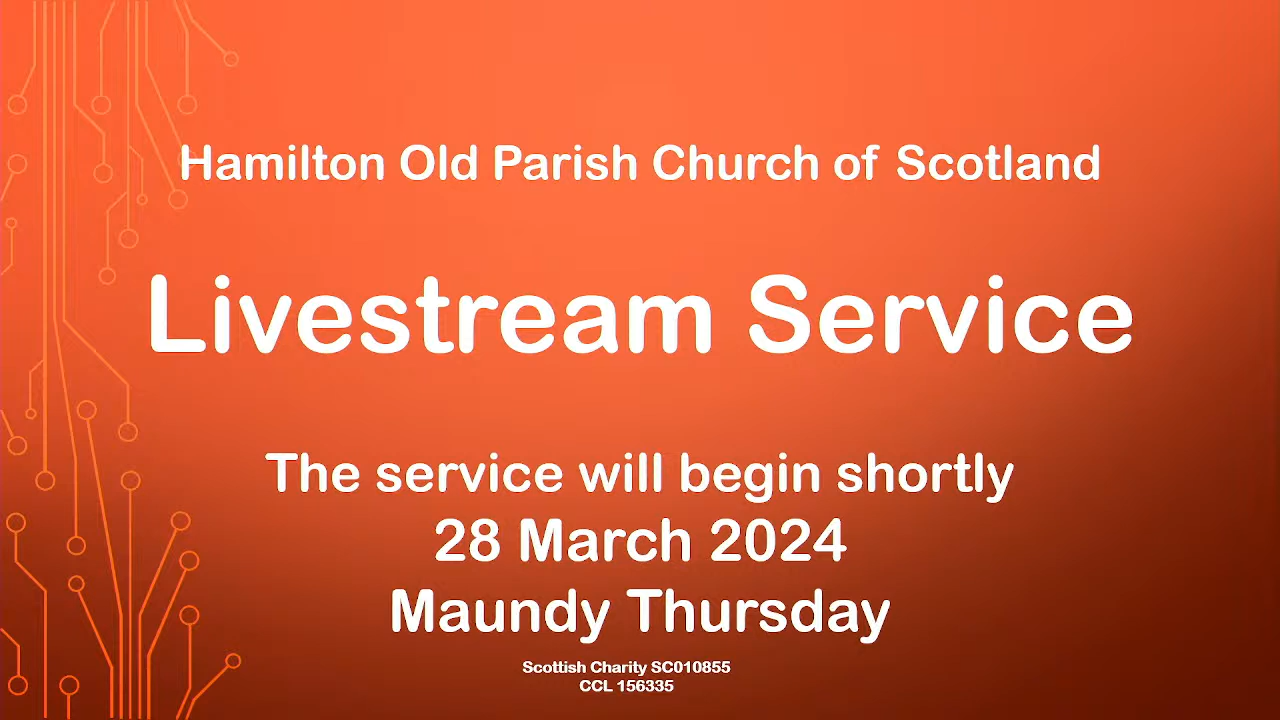 Hamilton Old Parish Church of Scotland
Livestream Service
The service will begin shortly
28 March 2024
Maundy Thursday
Scottish Charity SC010855
CCL 156335